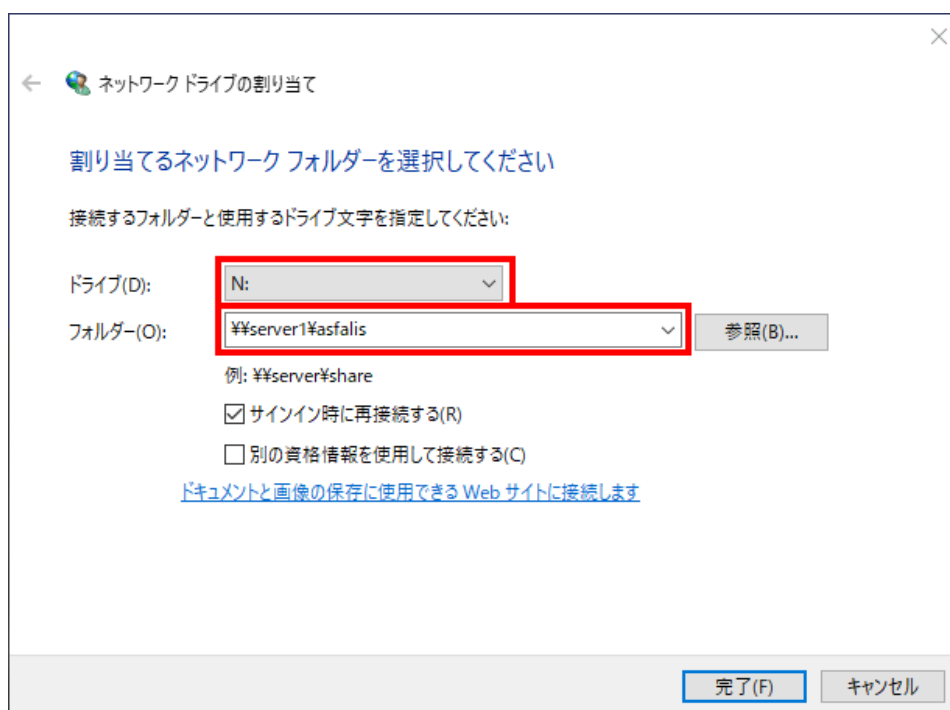 ネットワーク ドライブの割り当て
割り当てるネットワーク フォルダーを選択してください
接続するフォルダーと使用するドライブ文字を指定してください:
ドライブ(D): N:
フォルダー(O): ¥¥server1¥asfalis 参照(B)...
例: ¥¥server¥share
サインイン時に再接続する(R)
別の資格情報を使用して接続する(C)
ドキュメントと画像の保存に使用できる Web サイトに接続します
完了(F) キャンセル